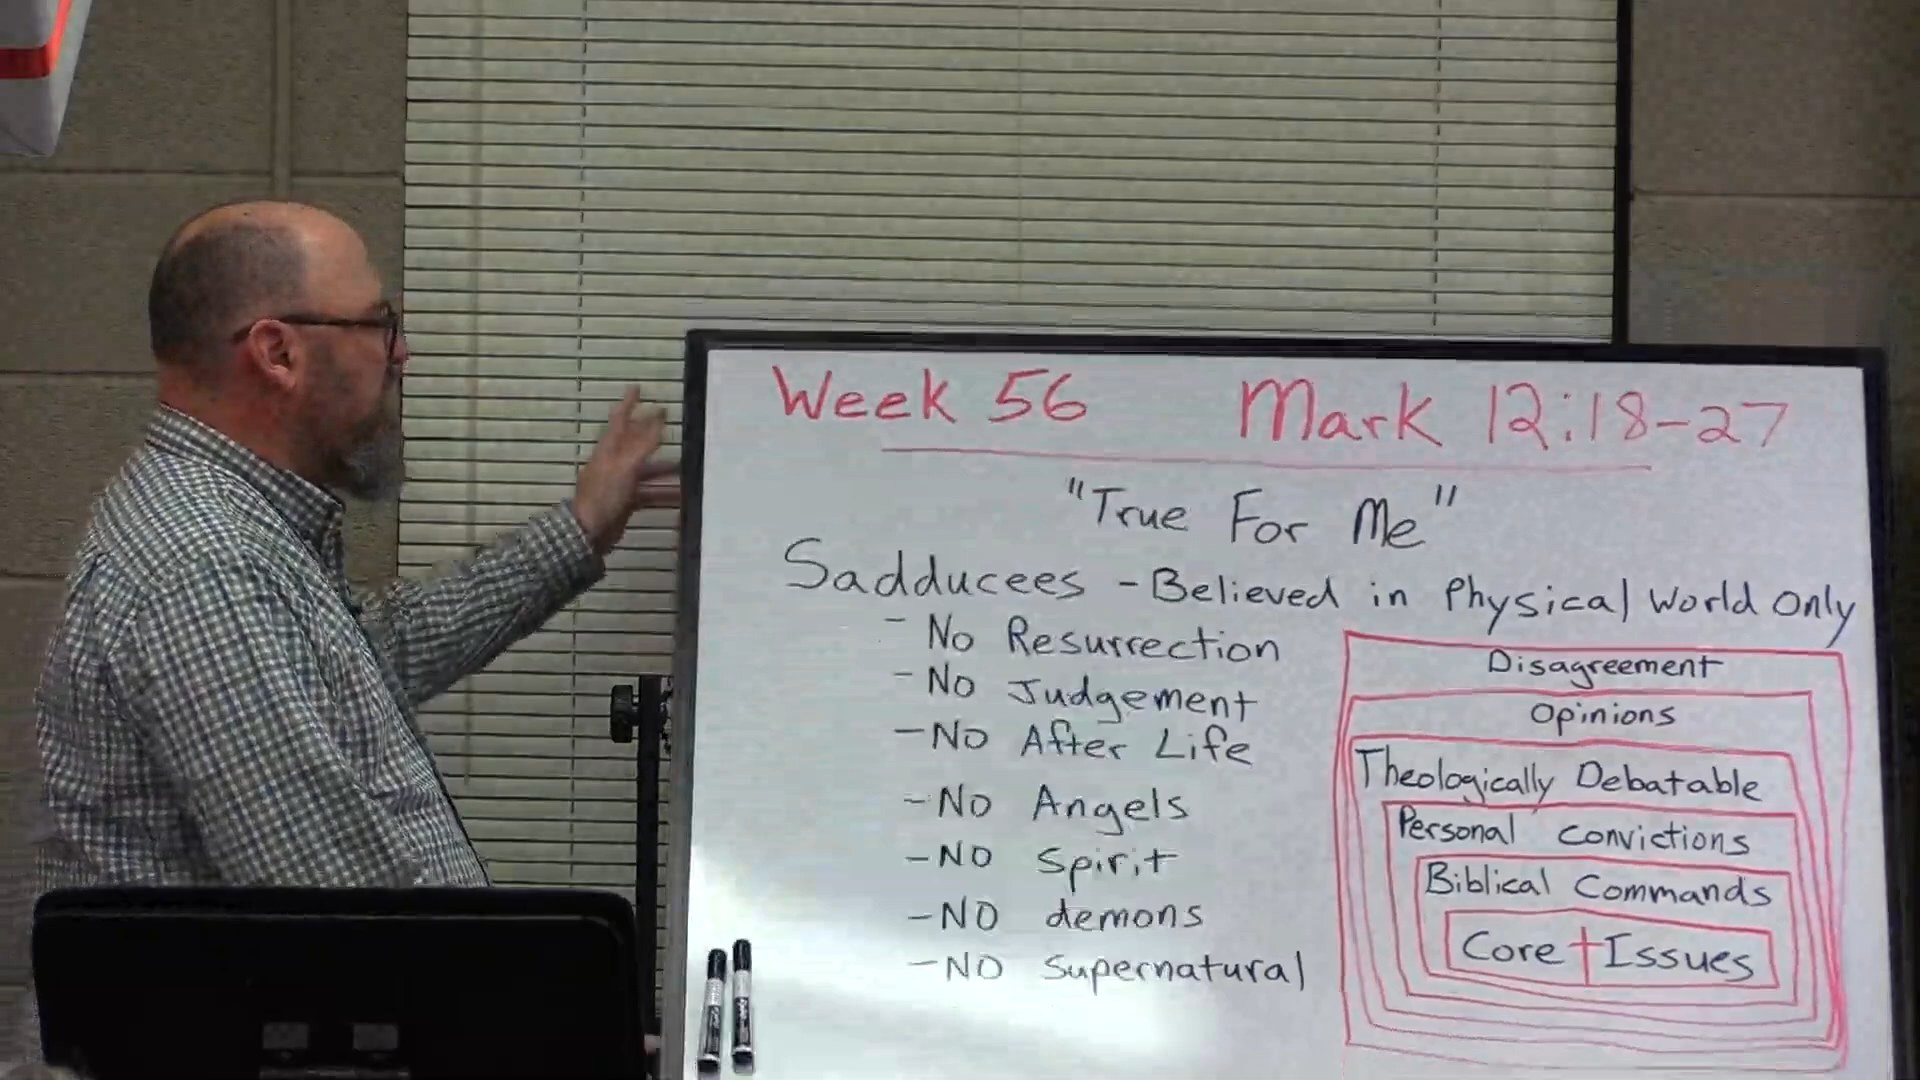 Week 56 Mark 12:18-27
"True For Me"
Sadducees - Believed in Physical World Only
- No Resurrection
- No Judgement
- No After Life
- No Angels
- No Spirit
- No demons
- No Supernatural
Disagreement
Opinions
Theologically Debatable
Personal Convictions
Biblical Commands
Core Issues